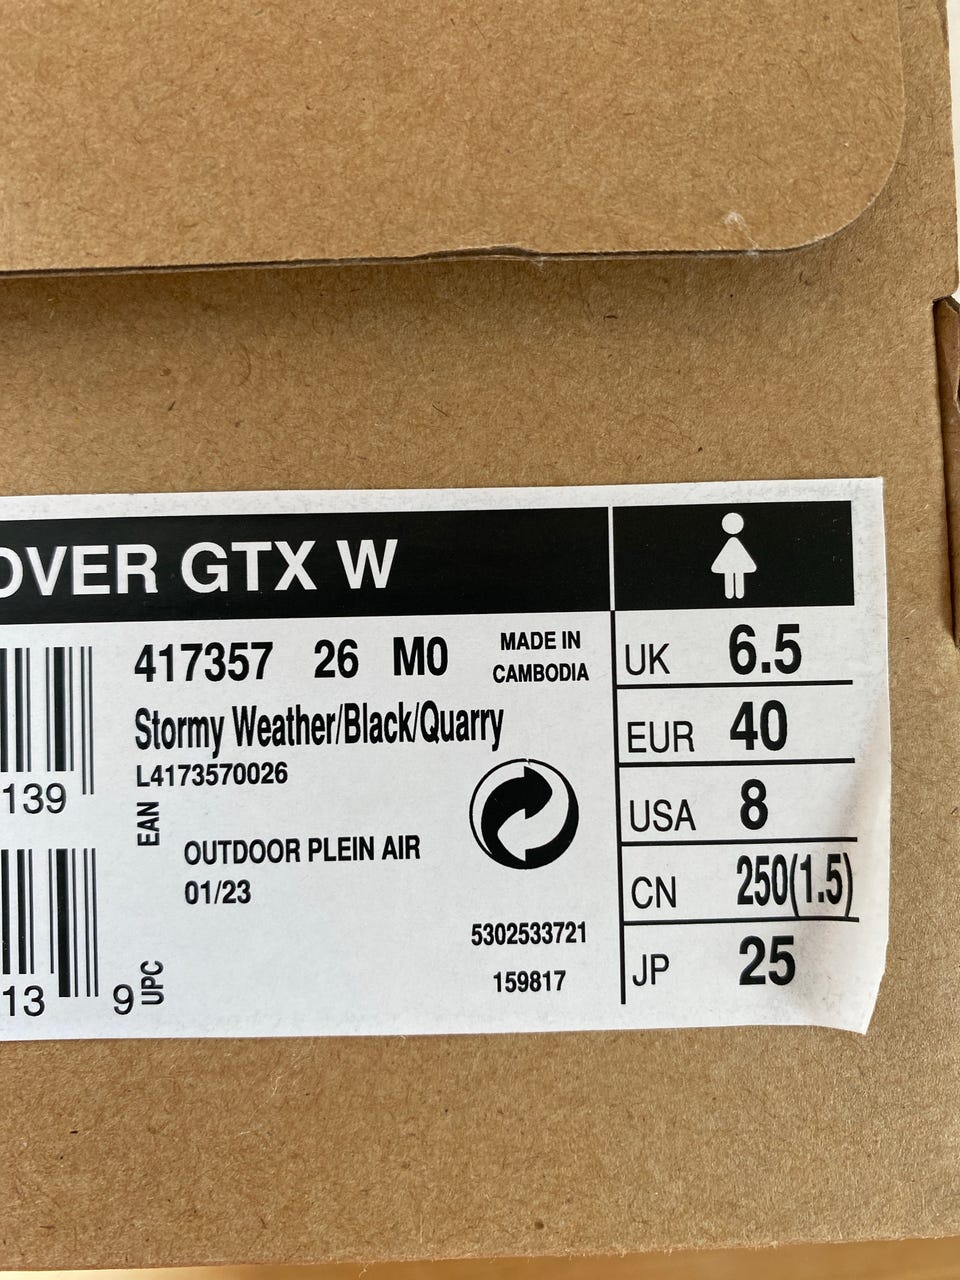 OVER GTX W
417357 26 M0
MADE IN
CAMBODIA
Stormy Weather/Black/Quarry
L4173570026
139
EAN
OUTDOOR PLEIN AIR
01/23
5302533721
159817
13 9
UPC
UK 6.5
EUR 40
USA 8
CN 250(1.5)
JP 25